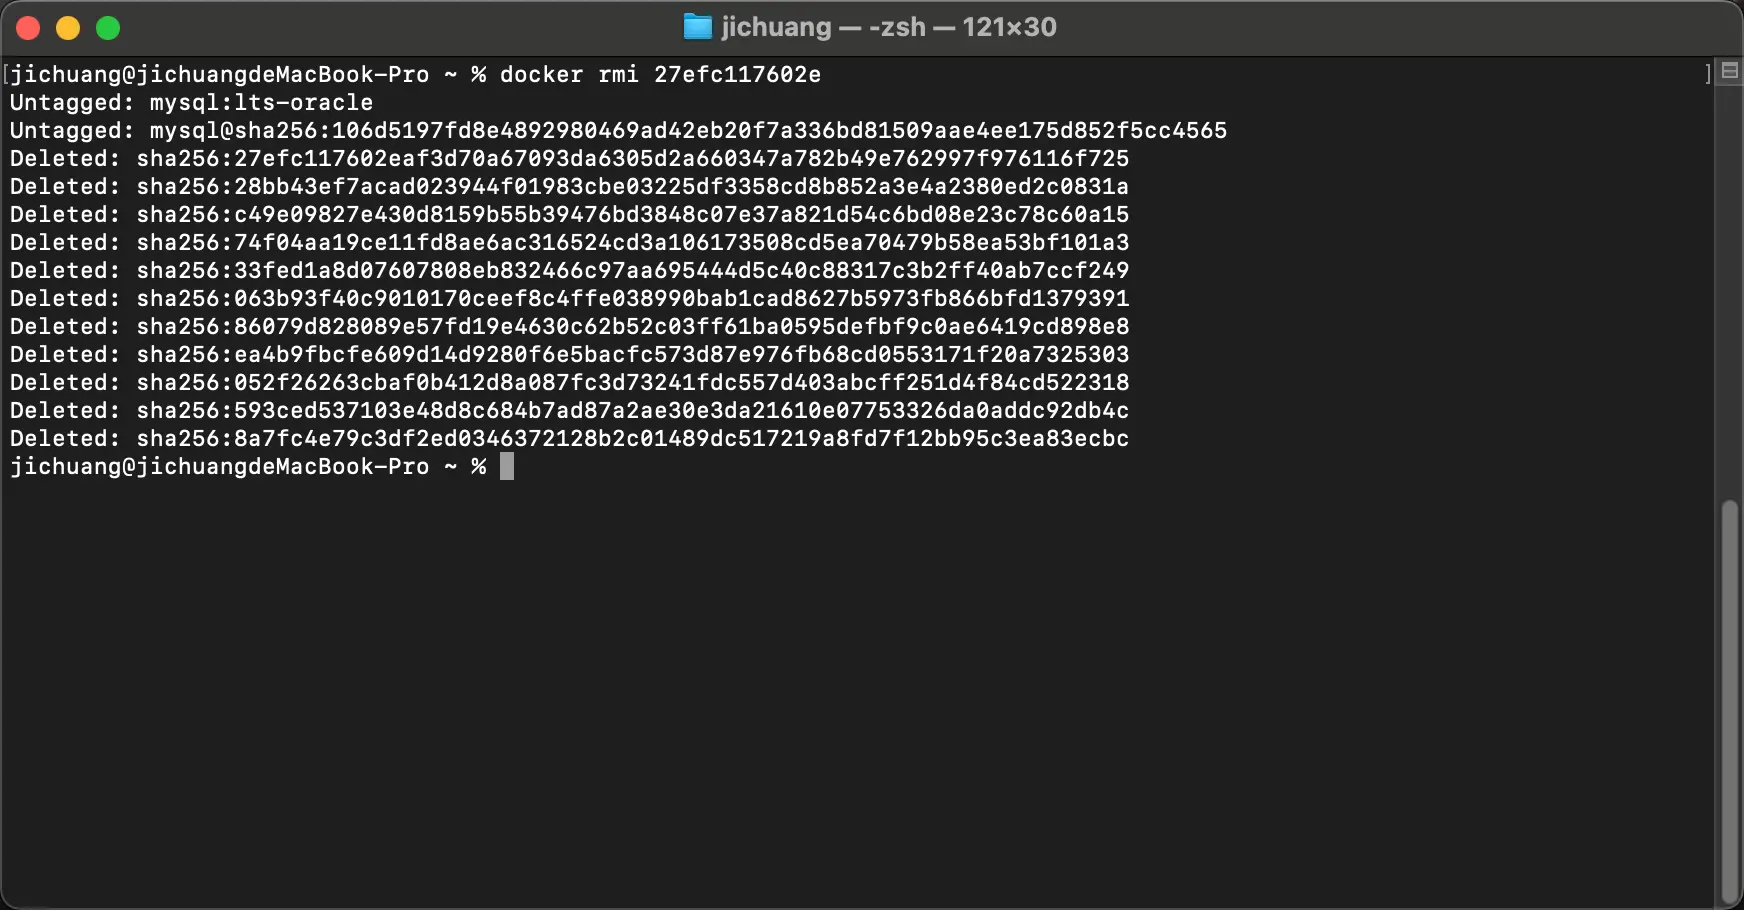 jichuang — -zsh — 121×30
[jichuang@jichuangdeMacBook-Pro ~ % docker rmi 27efc117602e ]
Untagged: mysql:lts-oracle
Untagged: mysql@sha256:106d5197fd8e4892980469ad42eb20f7a336bd81509aae4ee175d852f5cc4565
Deleted: sha256:27efc117602eaf3d70a67093da6305d2a660347a782b49e762997f976116f725
Deleted: sha256:28bb43ef7acad023944f01983cbe03225df3358cd8b852a3e4a2380ed2c0831a
Deleted: sha256:c49e09827e430d8159b55b39476bd3848c07e37a821d54c6bd08e23c78c60a15
Deleted: sha256:74f04aa19ce11fd8ae6ac316524cd3a106173508cd5ea70479b58ea53bf101a3
Deleted: sha256:33fed1a8d07607808eb832466c97aa695444d5c40c88317c3b2ff40ab7ccf249
Deleted: sha256:063b93f40c9010170ceef8c4ffe038990bab1cad8627b5973fb866bfd1379391
Deleted: sha256:86079d828089e57fd19e4630c62b52c03ff61ba0595defbf9c0ae6419cd898e8
Deleted: sha256:ea4b9fbcfe609d14d9280f6e5bacfc573d87e976fb68cd0553171f20a7325303
Deleted: sha256:052f26263cbaf0b412d8a087fc3d73241fdc557d403abcff251d4f84cd522318
Deleted: sha256:593ced537103e48d8c684b7ad87a2ae30e3da21610e07753326da0addc92db4c
Deleted: sha256:8a7fc4e79c3df2ed0346372128b2c01489dc517219a8fd7f12bb95c3ea83ecbc
jichuang@jichuangdeMacBook-Pro ~ %